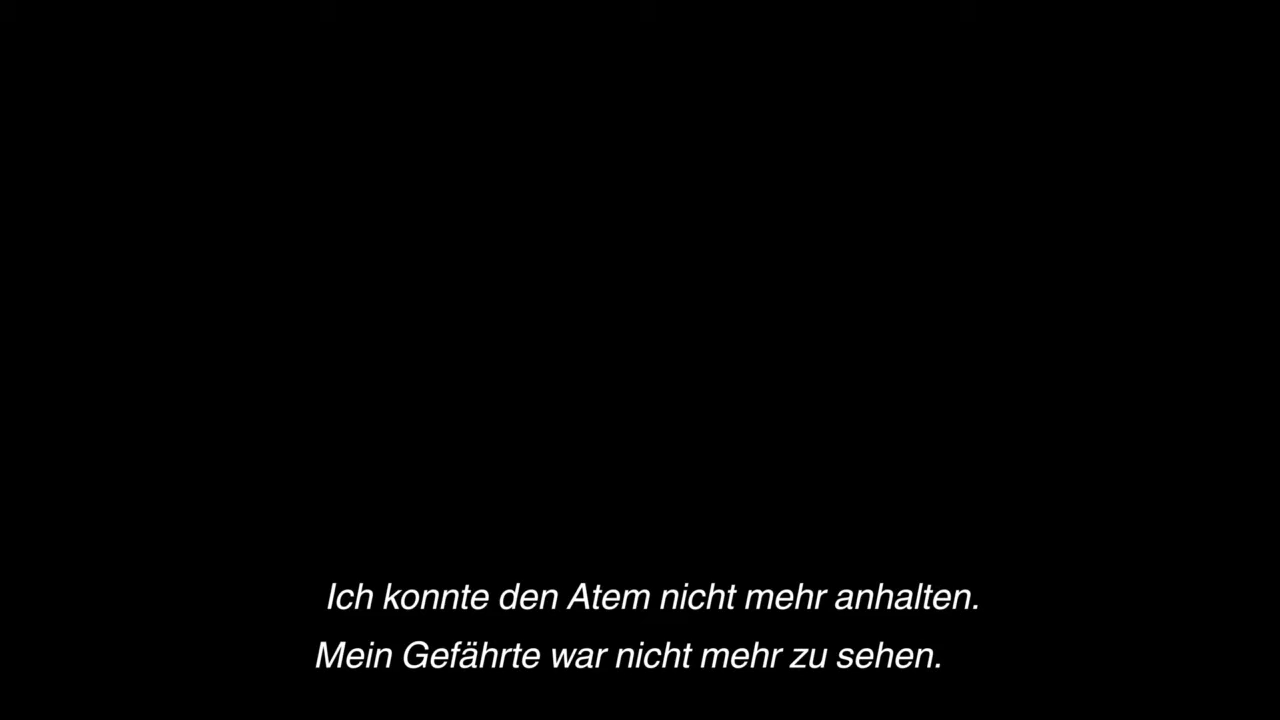 Ich konnte den Atem nicht mehr anhalten.
Mein Gefährte war nicht mehr zu sehen.